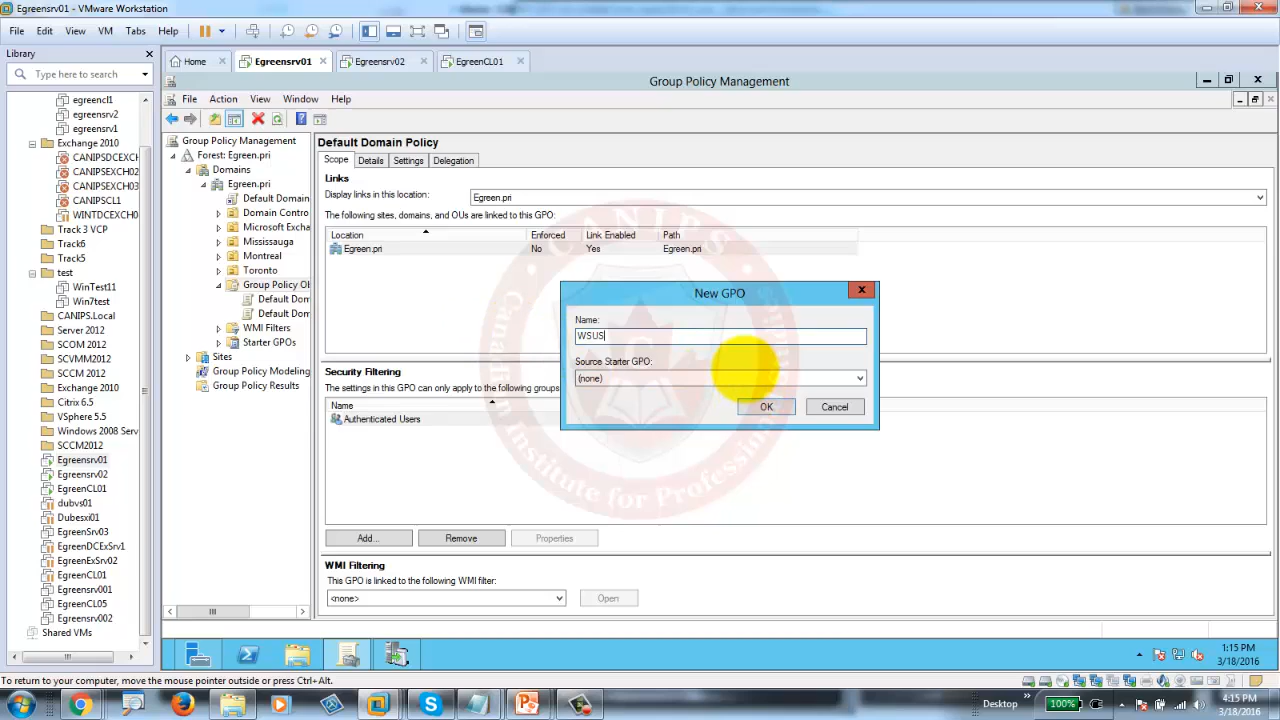 Egreensrv01 - VMware Workstation
File Edit View VM Tabs Help
Library
Type here to search
egreencl1
egreensrv2
egreensrv1
Exchange 2010
CANIPSDCEXCH
CANIPSEXCH02
CANIPSEXCH03
CANIPSCL1
WINTDCEXCH0
Track 3 VCP
Track6
Track5
test
WinTest11
Win7test
CANIPS.Local
Server 2012
SCOM 2012
SCVMM2012
SCCM 2012
Exchange 2013
Citrix 6.5
VSphere 5.5
Windows 2008 Serv
SCCM2012
Egreensrv01
Egreensrv02
EgreenCL01
dubvs01
Dubesxi01
EgreenSrv03
EgreenDCExSrv1
EgreenExSrv02
EgreenCL01
Egreensrv001
EgreenCL05
Egreensrv002
Shared VMs
Home Egreensrv01 Egreensrv02 EgreenCL01
Group Policy Management
File Action View Window Help
Group Policy Management
Forest: Egreen.pri
Domains
Egreen.pri
Default Domain
Domain Contro
Microsoft Excha
Mississauga
Montreal
Toronto
Group Policy Ob
Default Dom
Default Dom
WMI Filters
Starter GPOs
Sites
Group Policy Modeling
Group Policy Results
Default Domain Policy
Scope Details Settings Delegation
Links
Display links in this location: Egreen.pri
The following sites, domains, and OUs are linked to this GPO:
Location Enforced Link Enabled Path
Egreen.pri No Yes Egreen.pri
Security Filtering
The settings in this GPO can only apply to the following groups
Name
Authenticated Users
Add... Remove Properties
WMI Filtering
This GPO is linked to the following WMI filter:
<none> Open
New GPO
Name:
WSUS
Source Starter GPO:
(none)
OK Cancel
CANIPS
Canadian Institute for Professional
1:15 PM
3/18/2016
To return to your computer, move the mouse pointer outside or press Ctrl+Alt.
Desktop 100% 4:15 PM
3/18/2016